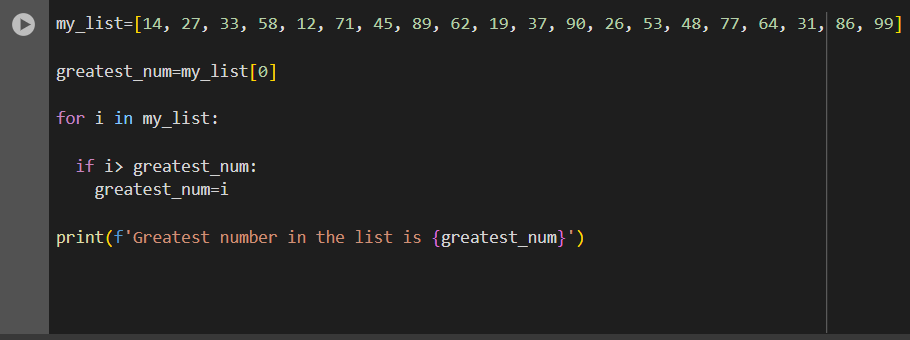 my_list=[14, 27, 33, 58, 12, 71, 45, 89, 62, 19, 37, 90, 26, 53, 48, 77, 64, 31, 86, 99]
greatest_num=my_list[0]
for i in my_list:
  if i> greatest_num:
    greatest_num=i
print(f'Greatest number in the list is {greatest_num}')